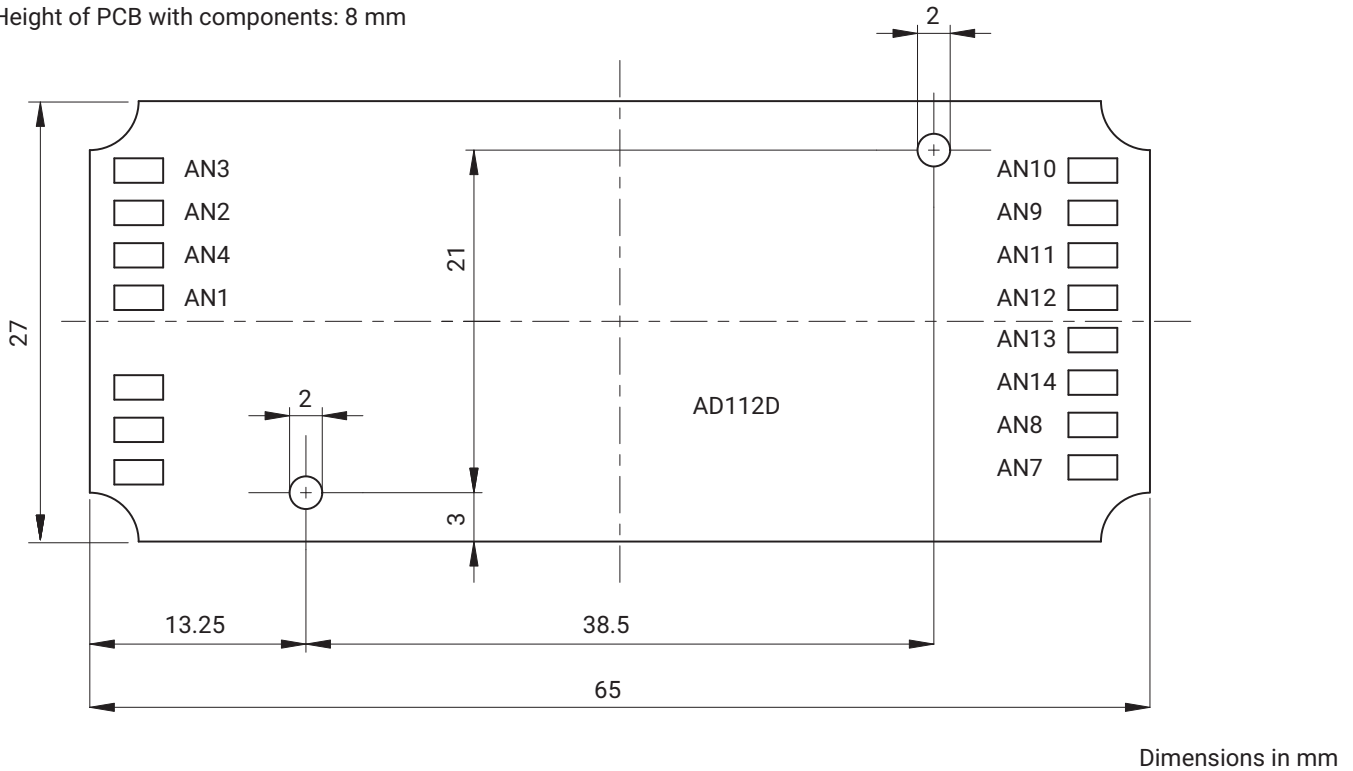 Height of PCB with components: 8 mm
2
AN3
AN2
AN4
AN1
AN10
AN9
AN11
AN12
AN13
AN14
AN8
AN7
21
27
2
AD112D
3
13.25
38.5
65
Dimensions in mm